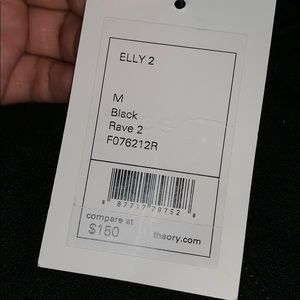 ELLY 2
M
Black
Rave 2
F076212R
compare at
$150
theory.com